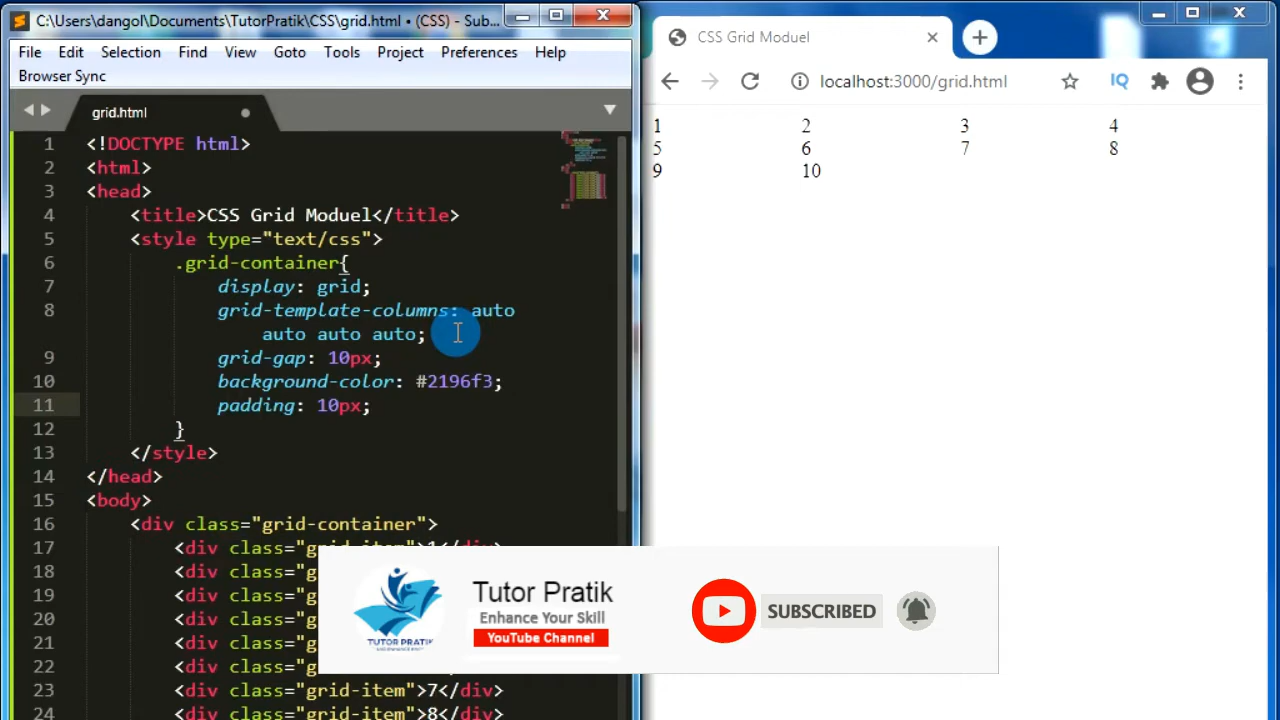 C:\Users\dangol\Documents\TutorPratik\CSS\grid.html • (CSS) - Sub...
File Edit Selection Find View Goto Tools Project Preferences Help
Browser Sync
grid.html
1 <!DOCTYPE html>
2 <html>
3 <head>
4 <title>CSS Grid Moduel</title>
5 <style type="text/css">
6 .grid-container{
7 display: grid;
8 grid-template-columns: auto
auto auto auto;
9 grid-gap: 10px;
10 background-color: #2196f3;
11 padding: 10px;
12 }
13 </style>
14 </head>
15 <body>
16 <div class="grid-container">
17 <div class="grid-item">1</div>
18 <div class="g
19 <div class="g
20 <div class="g
21 <div class="g
22 <div class="g
23 <div class="grid-item">7</div>
24 <div class="grid-item">8</div>
CSS Grid Moduel
localhost:3000/grid.html
IQ
1 2 3 4
5 6 7 8
9 10
TUTOR PRATIK
Tutor Pratik
Enhance Your Skill
YouTube Channel
SUBSCRIBED